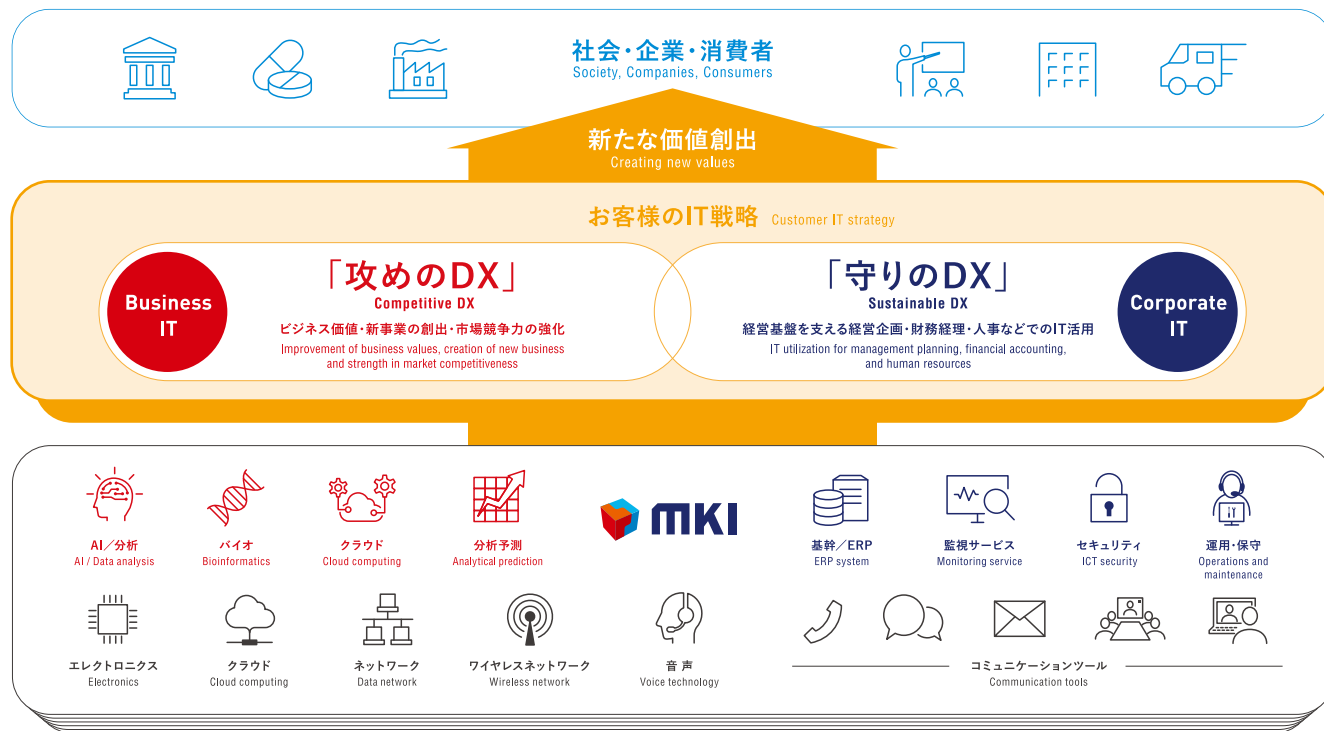 社会・企業・消費者
Society, Companies, Consumers
新たな価値創出
Creating new values
お客様のIT戦略 Customer IT strategy
Business
IT
「攻めのDX」
Competitive DX
ビジネス価値・新事業の創出・市場競争力の強化
Improvement of business values, creation of new business
and strength in market competitiveness
「守りのDX」
Sustainable DX
経営基盤を支える経営企画・財務経理・人事などでのIT活用
IT utilization for management planning, financial accounting,
and human resources
Corporate
IT
AI／分析
AI / Data analysis
バイオ
Bioinformatics
クラウド
Cloud computing
分析予測
Analytical prediction
MKI
基幹／ERP
ERP system
監視サービス
Monitoring service
セキュリティ
ICT security
運用・保守
Operations and
maintenance
エレクトロニクス
Electronics
クラウド
Cloud computing
ネットワーク
Data network
ワイヤレスネットワーク
Wireless network
音声
Voice technology
コミュニケーションツール
Communication tools